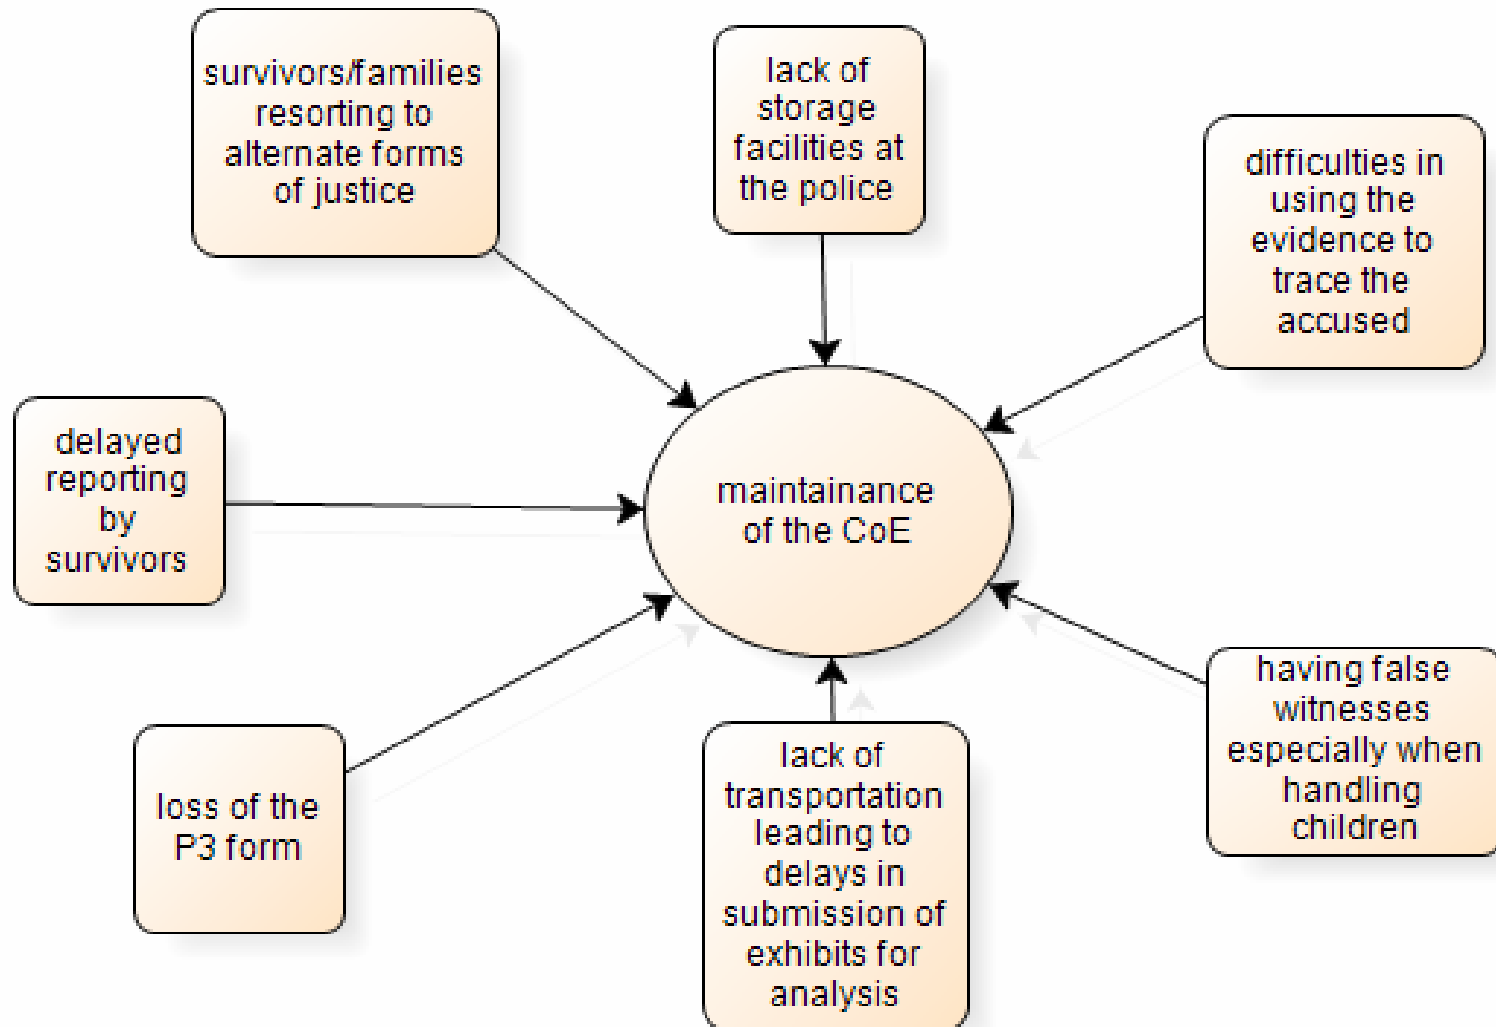 survivors/families
resorting to
alternate forms
of justice
lack of
storage
facilities at
the police
difficulties in
using the
evidence to
trace the
accused
delayed
reporting
by
survivors
maintainance
of the CoE
loss of the
P3 form
lack of
transportation
leading to
delays in
submission of
exhibits for
analysis
having false
witnesses
especially when
handling
children